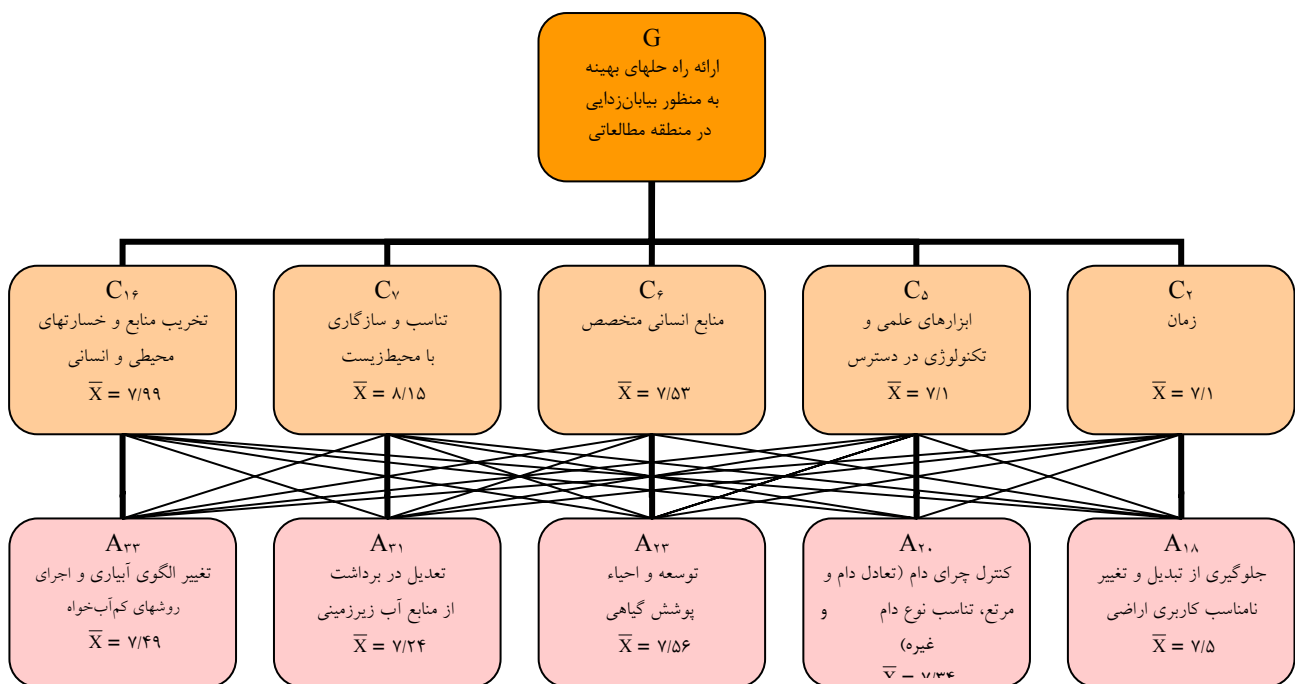 G
ارائه راه حلهای بهینه
به منظور بیابان‌زدایی
در منطقه مطالعاتی
C۲
زمان
X̅ = ۷/۱
C۵
ابزارهای علمی و
تکنولوژی در دسترس
X̅ = ۷/۱
C۶
منابع انسانی متخصص
X̅ = ۷/۵۳
C۷
تناسب و سازگاری
با محیط‌زیست
X̅ = ۸/۱۵
C۱۶
تخریب منابع و خسارتهای
محیطی و انسانی
X̅ = ۷/۹۹
A۱۸
جلوگیری از تبدیل و تغییر
نامناسب کاربری اراضی
X̅ = ۷/۵
A۲۰
کنترل چرای دام (تعادل دام و
مرتع، تناسب نوع دام و
غیره)
X̅ = ۷/۳۴
A۲۳
توسعه و احیاء
پوشش گیاهی
X̅ = ۷/۵۶
A۳۱
تعدیل در برداشت
از منابع آب زیرزمینی
X̅ = ۷/۲۴
A۳۳
تغییر الگوی آبیاری و اجرای
روشهای کم‌آب‌خواه
X̅ = ۷/۴۹